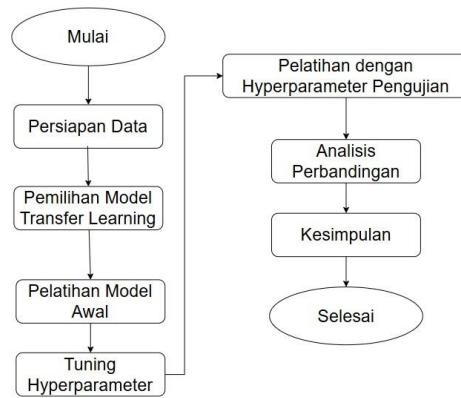 Mulai
Persiapan Data
Pemilihan Model
Transfer Learning
Pelatihan Model
Awal
Tuning
Hyperparameter
Pelatihan dengan
Hyperparameter Pengujian
Analisis
Perbandingan
Kesimpulan
Selesai